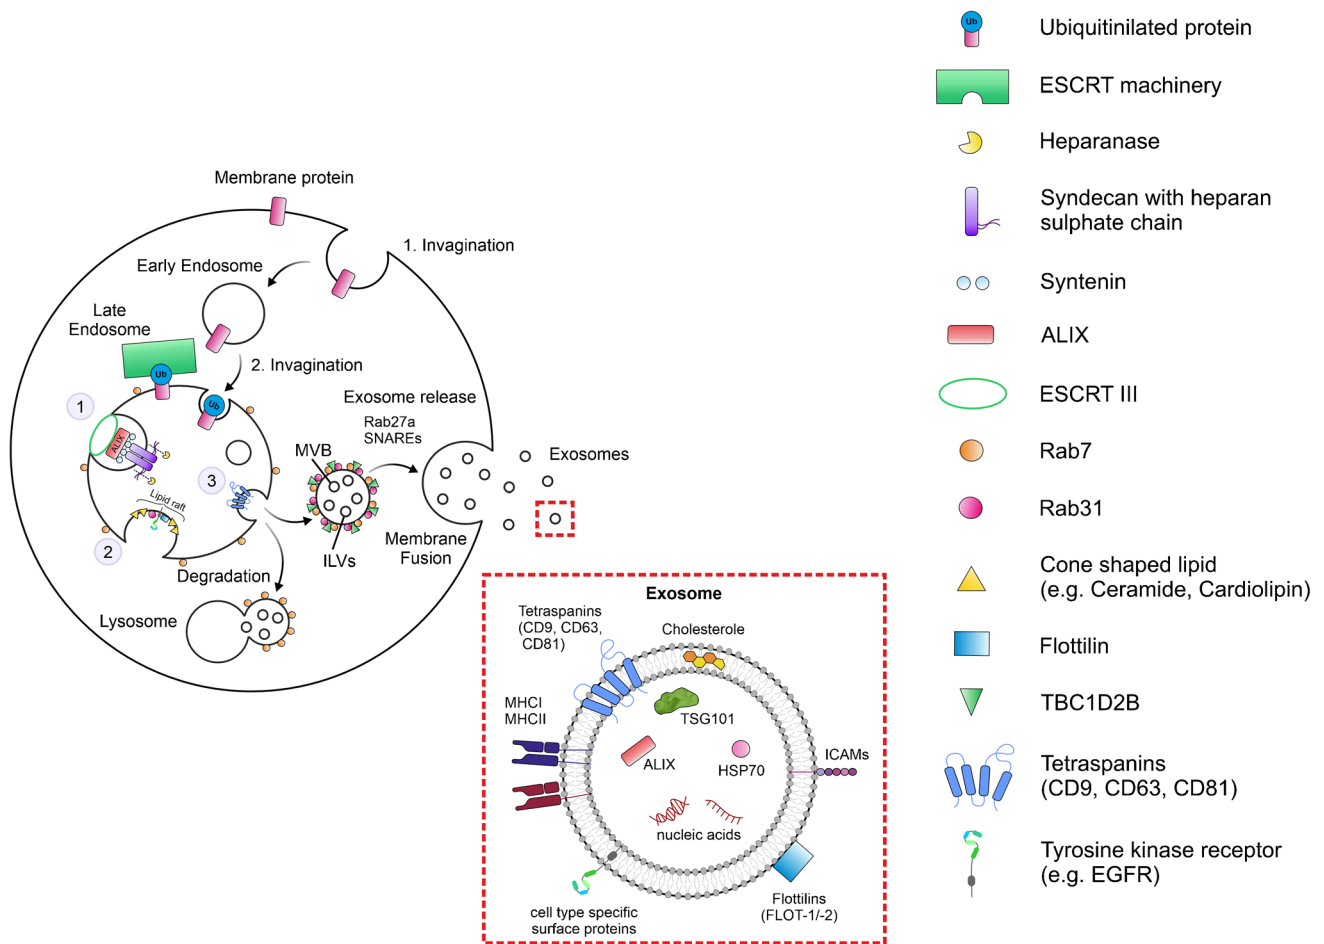 Membrane protein
1. Invagination
Early Endosome
Late
Endosome
2. Invagination
Ub
Ub
1
ALIX
3
Lipid raft
2
Exosome release
Rab27a
SNAREs
MVB
ILVs
Exosomes
Membrane
Fusion
Degradation
Lysosome
Exosome
Tetraspanins
(CD9, CD63,
CD81)
Cholesterole
MHCI
MHCII
TSG101
ALIX
HSP70
ICAMs
nucleic acids
cell type specific
surface proteins
Flottilins
(FLOT-1/-2)
Ub
Ubiquitinilated protein
ESCRT machinery
Heparanase
Syndecan with heparan
sulphate chain
Syntenin
ALIX
ESCRT III
Rab7
Rab31
Cone shaped lipid
(e.g. Ceramide, Cardiolipin)
Flottilin
TBC1D2B
Tetraspanins
(CD9, CD63, CD81)
Tyrosine kinase receptor
(e.g. EGFR)